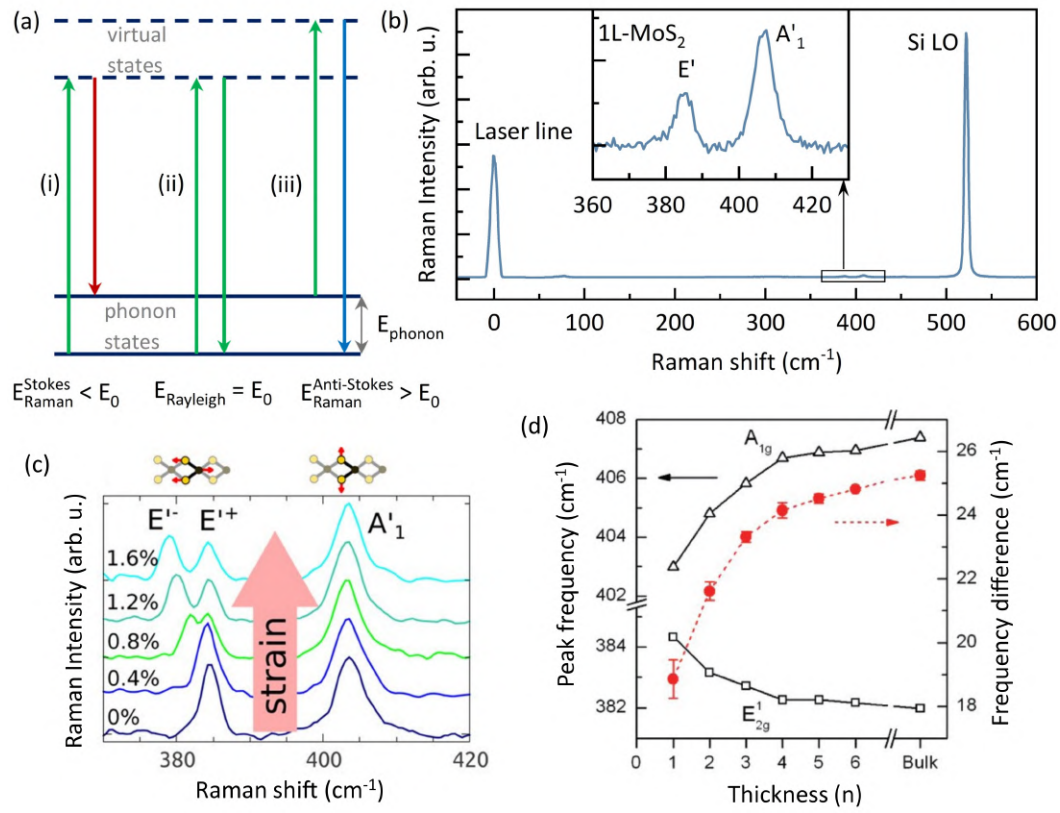 (a)
virtual
states
(i)
(ii)
(iii)
phonon
states
E_phonon
E^Stokes_Raman < E_0
E_Rayleigh = E_0
E^Anti-Stokes_Raman > E_0
(b)
Raman Intensity (arb. u.)
Laser line
1L-MoS₂
E'
A'₁
Si LO
360 380 400 420
0 100 200 300 400 500 600
Raman shift (cm⁻¹)
(c)
Raman Intensity (arb. u.)
E'⁻ E'⁺ A'₁
1.6%
1.2%
0.8%
0.4%
0%
strain
380 400 420
Raman shift (cm⁻¹)
(d)
Peak frequency (cm⁻¹)
408
406
404
402
384
382
A₁g
E¹₂g
26
24
22
20
18
Frequency difference (cm⁻¹)
0 1 2 3 4 5 6 Bulk
Thickness (n)